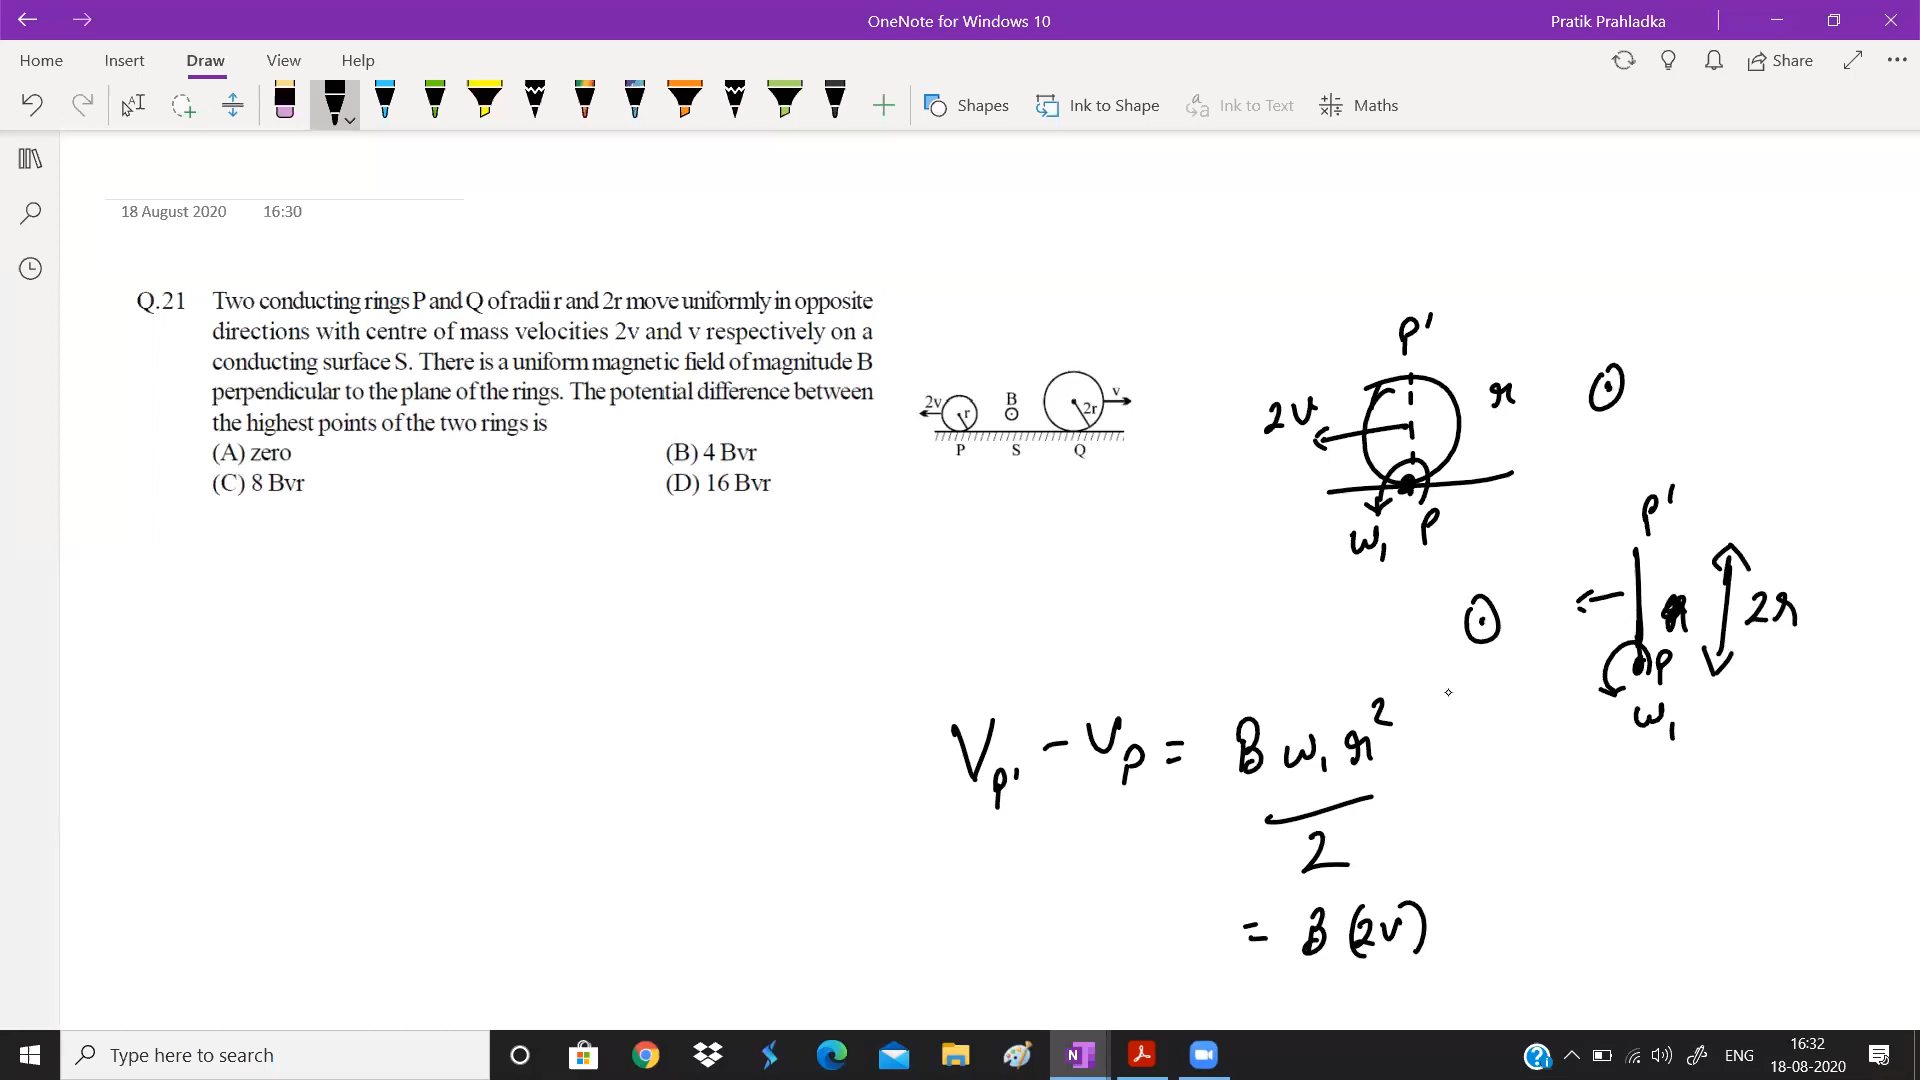 OneNote for Windows 10
Pratik Prahladka
Home Insert Draw View Help
Share
Shapes Ink to Shape Ink to Text Maths
18 August 2020 16:30
Q.21 Two conducting rings P and Q of radii r and 2r move uniformly in opposite
directions with centre of mass velocities 2v and v respectively on a
conducting surface S. There is a uniform magnetic field of magnitude B
perpendicular to the plane of the rings. The potential difference between
the highest points of the two rings is
(A) zero (B) 4 Bvr
(C) 8 Bvr (D) 16 Bvr
2v r B 2r v
P S Q
P'
2v r
ω₁ P
P'
2r
P
ω₁
V_P' - V_P = B ω₁ r²
2
= B (2v)
Type here to search
ENG
16:32
18-08-2020